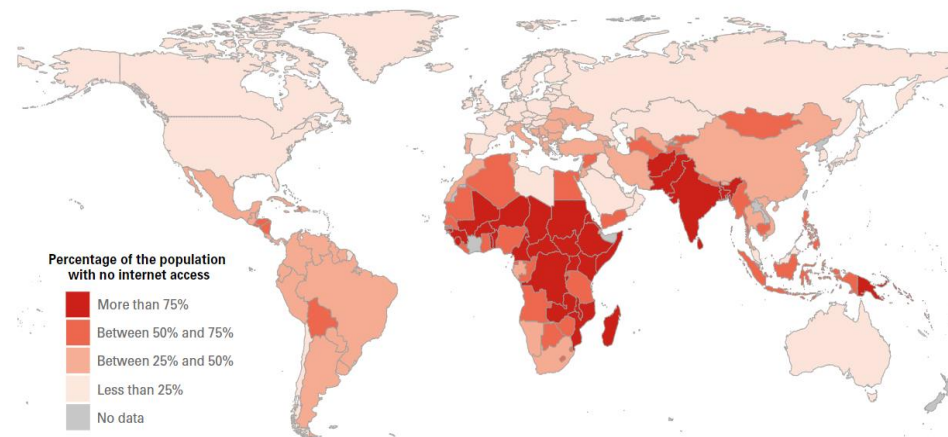 Percentage of the population
with no internet access
More than 75%
Between 50% and 75%
Between 25% and 50%
Less than 25%
No data